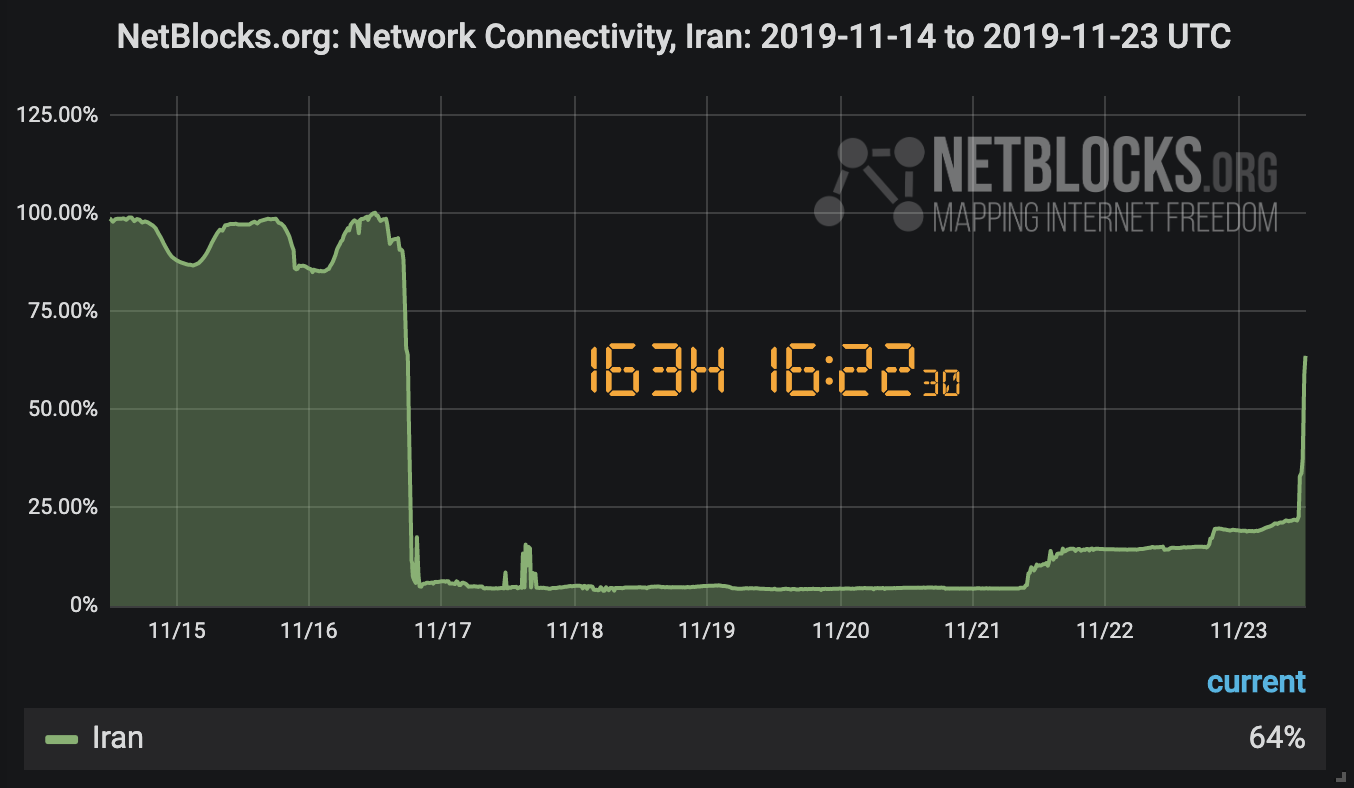 NetBlocks.org: Network Connectivity, Iran: 2019-11-14 to 2019-11-23 UTC
125.00%
NETBLOCKS.ORG
MAPPING INTERNET FREEDOM
100.00%
75.00%
163H 16:22 30
50.00%
25.00%
0%
11/15 11/16 11/17 11/18 11/19 11/20 11/21 11/22 11/23
current
Iran 64%